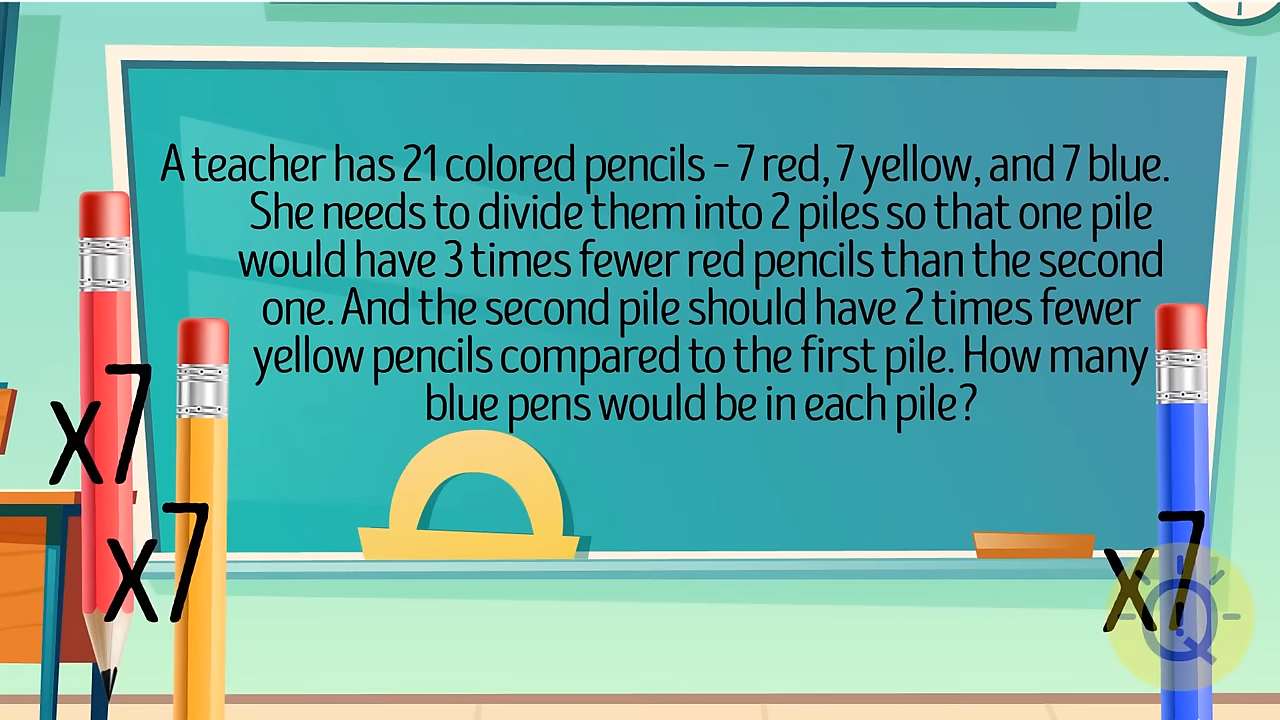 A teacher has 21 colored pencils - 7 red, 7 yellow, and 7 blue.
She needs to divide them into 2 piles so that one pile
would have 3 times fewer red pencils than the second
one. And the second pile should have 2 times fewer
yellow pencils compared to the first pile. How many
blue pens would be in each pile?
x7
x7
x7